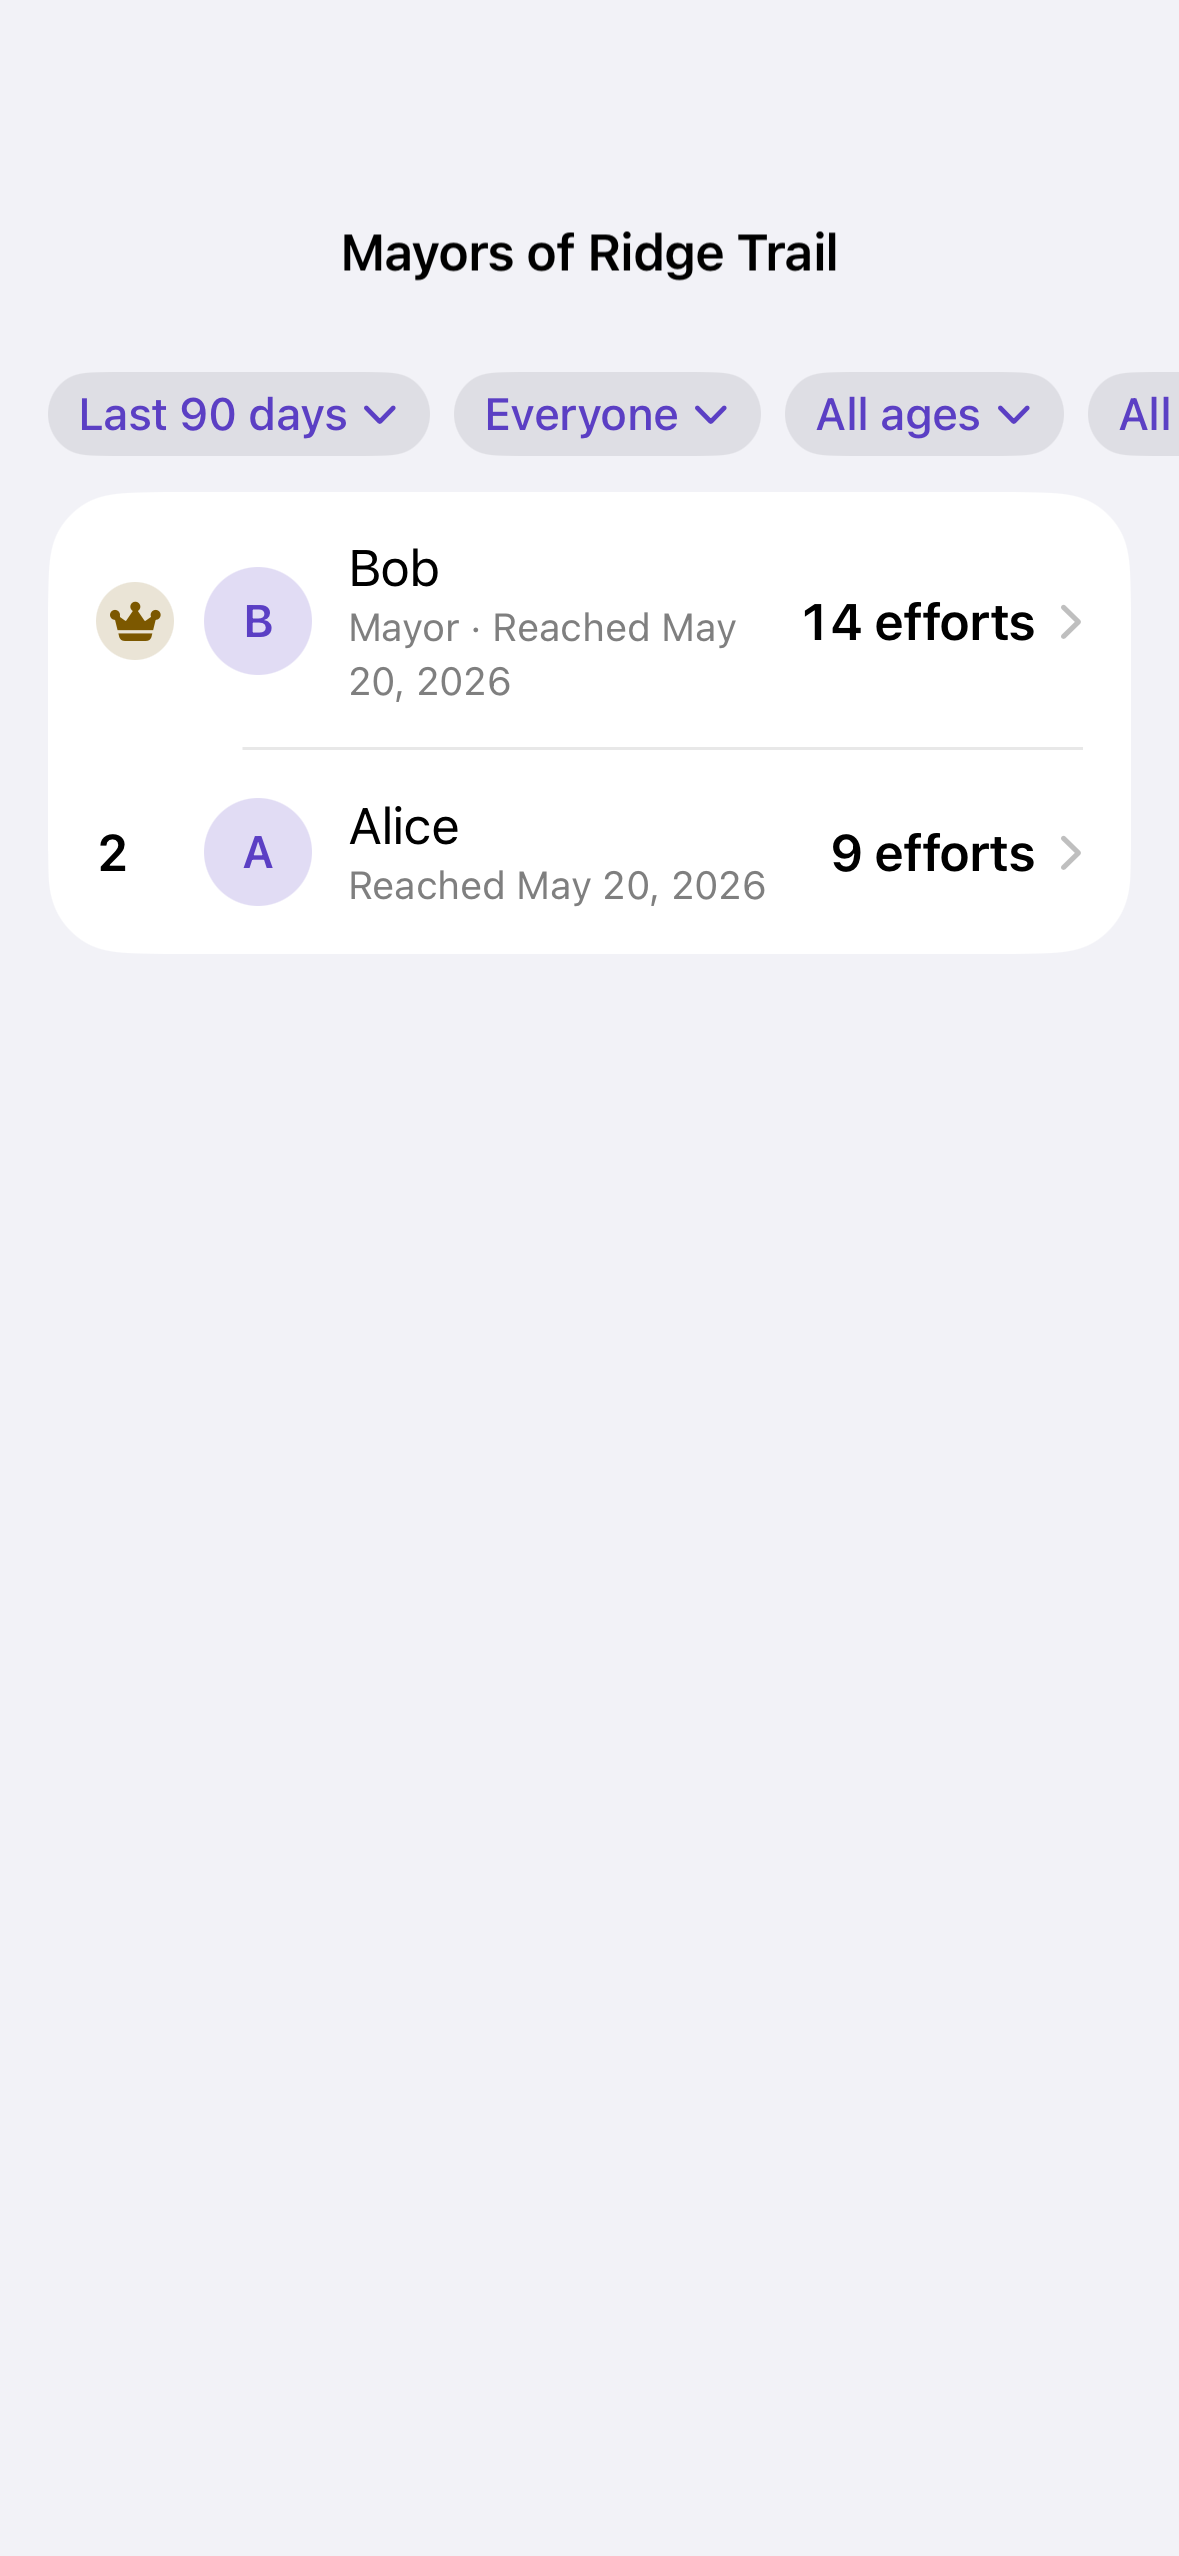 Mayors of Ridge Trail
Last 90 days
Everyone
All ages
All
B
Bob
Mayor · Reached May
20, 2026
14 efforts
2
A
Alice
Reached May 20, 2026
9 efforts